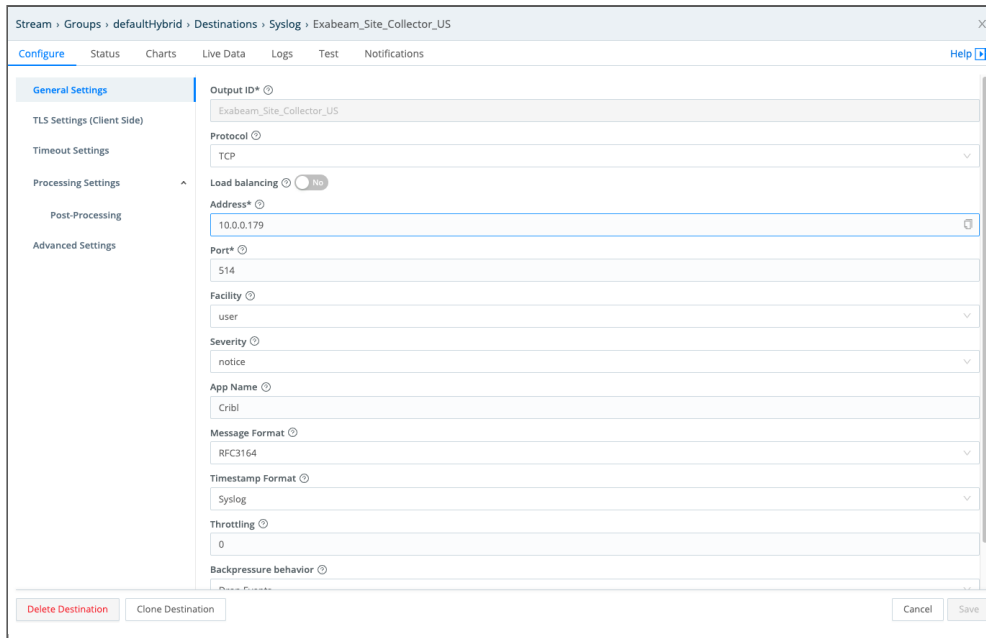 Stream › Groups › defaultHybrid › Destinations › Syslog › Exabeam_Site_Collector_US
Configure Status Charts Live Data Logs Test Notifications Help
General Settings
TLS Settings (Client Side)
Timeout Settings
Processing Settings
Post-Processing
Advanced Settings
Output ID*
Exabeam_Site_Collector_US
Protocol
TCP
Load balancing No
Address*
10.0.0.179
Port*
514
Facility
user
Severity
notice
App Name
Cribl
Message Format
RFC3164
Timestamp Format
Syslog
Throttling
0
Backpressure behavior
Drop Events
Delete Destination Clone Destination Cancel Save